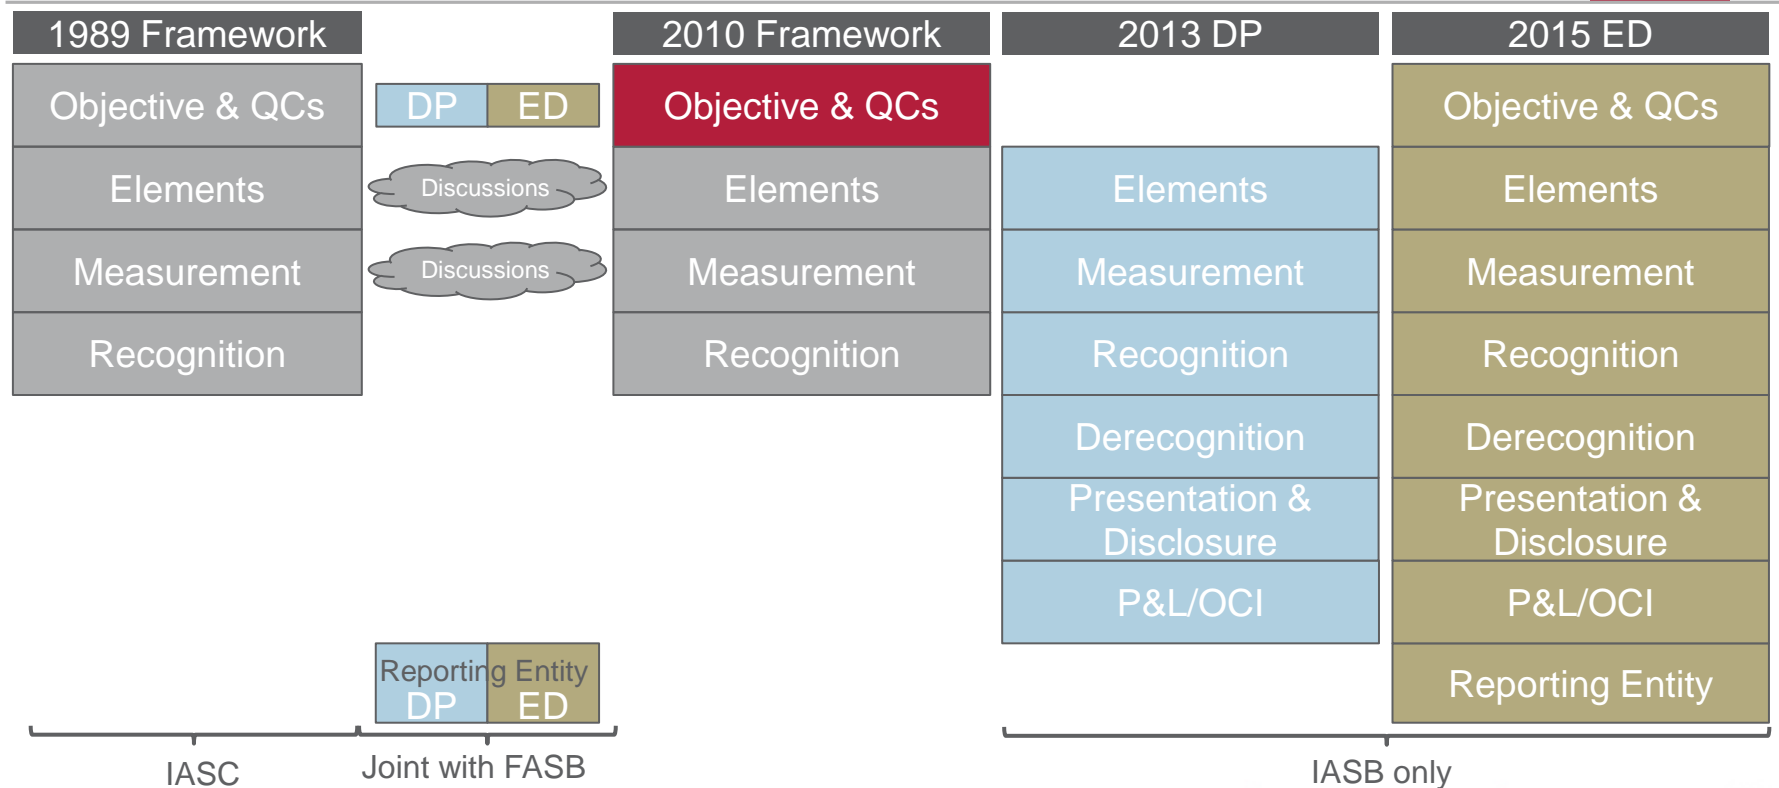 1989 Framework
2010 Framework
2013 DP
2015 ED
Objective & QCs
DP
ED
Objective & QCs
Objective & QCs
Elements
Discussions
Elements
Elements
Elements
Measurement
Discussions
Measurement
Measurement
Measurement
Recognition
Recognition
Recognition
Recognition
Derecognition
Derecognition
Presentation &
Disclosure
Presentation &
Disclosure
P&L/OCI
P&L/OCI
Reporting Entity
DP
ED
Reporting Entity
IASC
Joint with FASB
IASB only